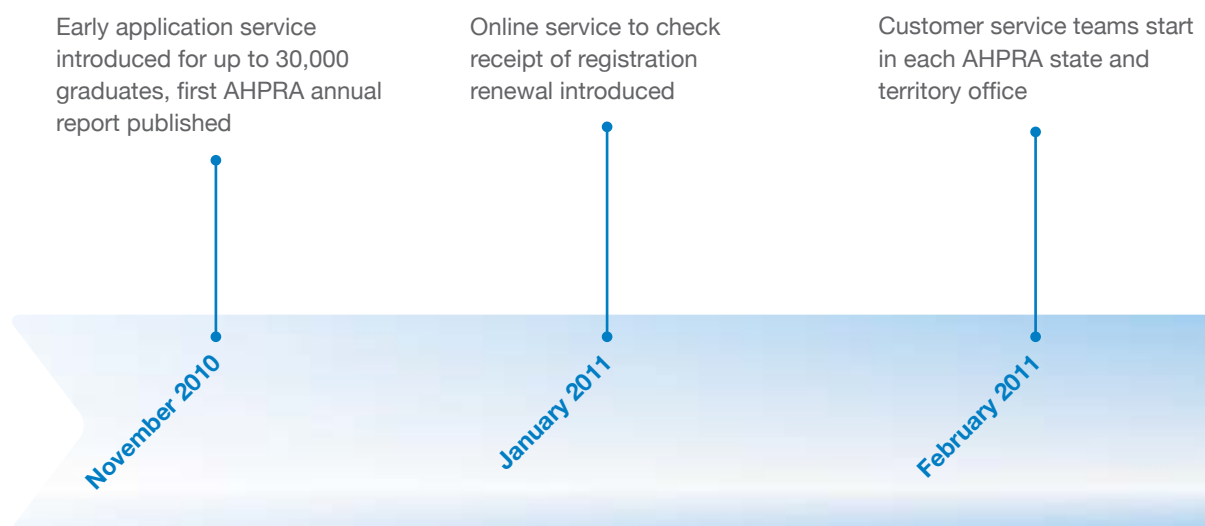 Early application service
introduced for up to 30,000
graduates, first AHPRA annual
report published
Online service to check
receipt of registration
renewal introduced
Customer service teams start
in each AHPRA state and
territory office
November 2010
January 2011
February 2011